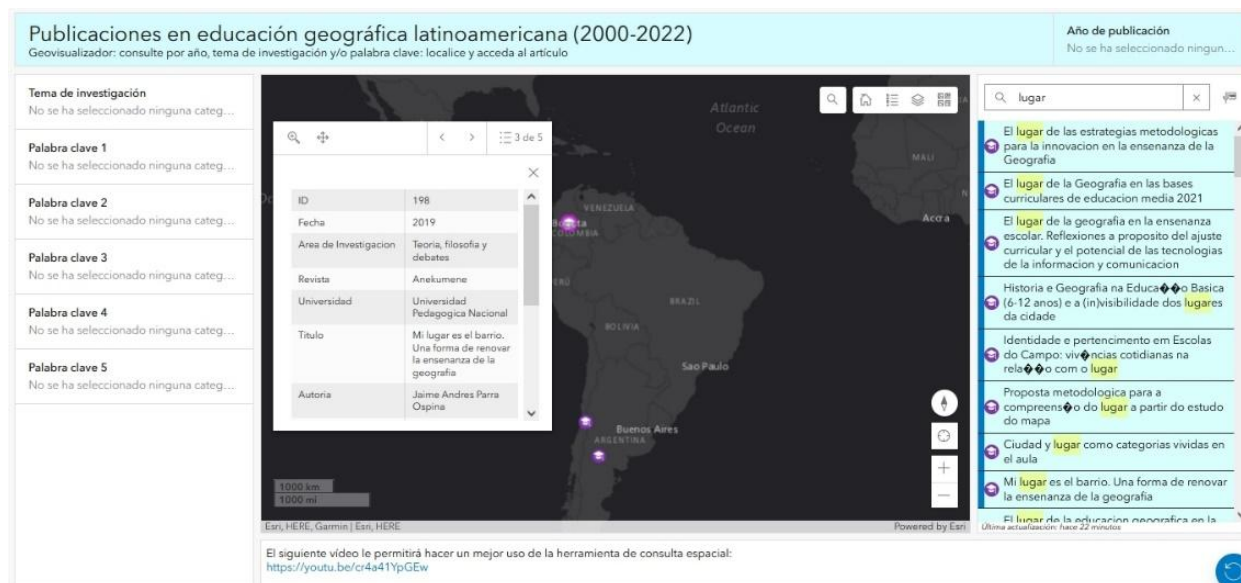 Publicaciones en educación geográfica latinoamericana (2000-2022)
Geovisualizador: consulte por año, tema de investigación y/o palabra clave: localice y acceda al artículo
Año de publicación
No se ha seleccionado ningun...
Tema de investigación
No se ha seleccionado ninguna categ...
Palabra clave 1
No se ha seleccionado ninguna categ...
Palabra clave 2
No se ha seleccionado ninguna categ...
Palabra clave 3
No se ha seleccionado ninguna categ...
Palabra clave 4
No se ha seleccionado ninguna categ...
Palabra clave 5
No se ha seleccionado ninguna categ...
3 de 5
ID 198
Fecha 2019
Area de Investigacion Teoria, filosofia y
debates
Revista Anekumene
Universidad Universidad
Pedagogica Nacional
Titulo Mi lugar es el barrio.
Una forma de renovar
la ensenanza de la
geografia
Autoria Jaime Andres Parra
Ospina
Atlantic
Ocean
MALI
Accra
VENEZUELA
Bogota
COLOMBIA
BRAZIL
BOLIVIA
Sao Paulo
Buenos Aires
ARGENTINA
1000 km
1000 mi
Esri, HERE, Garmin | Esri, HERE
Powered by Esri
lugar
El lugar de las estrategias metodologicas
para la innovacion en la ensenanza de la
Geografia
El lugar de la Geografia en las bases
curriculares de educacion media 2021
El lugar de la geografia en la ensenanza
escolar. Reflexiones a proposito del ajuste
curricular y el potencial de las tecnologias
de la informacion y comunicacion
Historia e Geografia na Educa��o Basica
(6-12 anos) e a (in)visibilidade dos lugares
da cidade
Identidade e pertencimento em Escolas
do Campo: viv�ncias cotidianas na
rela��o com o lugar
Proposta metodologica para a
compreens�o do lugar a partir do estudo
do mapa
Ciudad y lugar como categorias vividas en
el aula
Mi lugar es el barrio. Una forma de renovar
la ensenanza de la geografia
El lugar de la educacion geografica en la
Última actualización: hace 22 minutos
El siguiente vídeo le permitirá hacer un mejor uso de la herramienta de consulta espacial:
https://youtu.be/cr4a41YpGEw